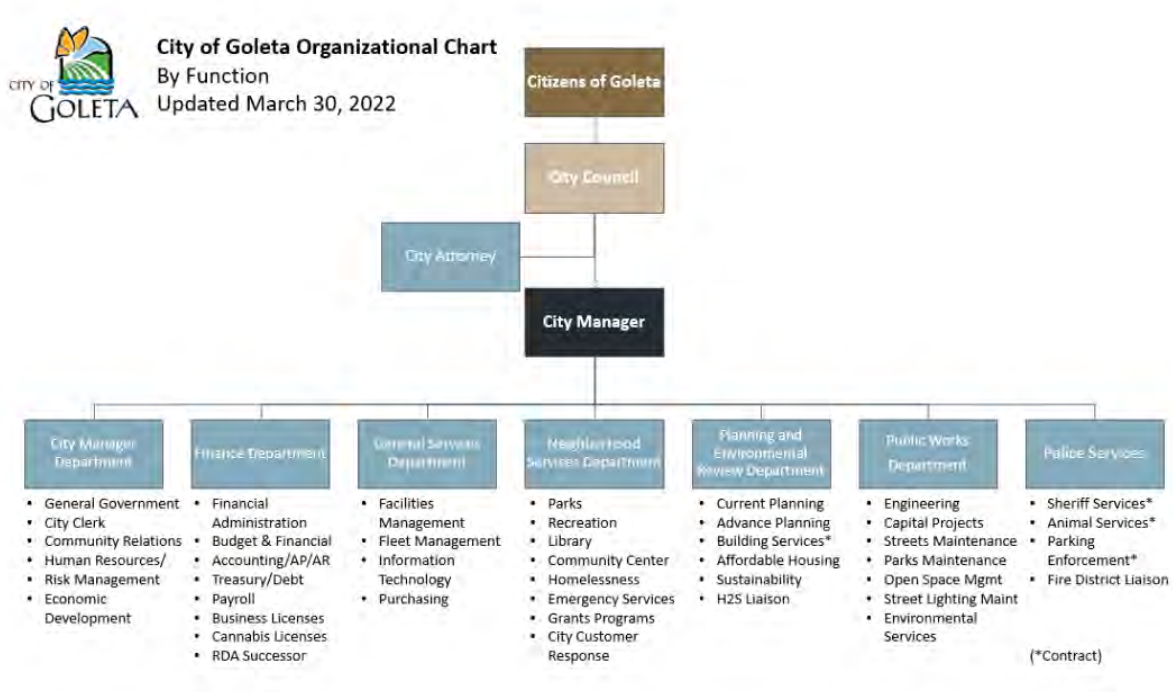 CITY OF
GOLETA
City of Goleta Organizational Chart
By Function
Updated March 30, 2022
Citizens of Goleta
City Council
City Attorney
City Manager
City Manager
Department
• General Government
• City Clerk
• Community Relations
• Human Resources/
• Risk Management
• Economic
Development
Finance Department
• Financial
Administration
• Budget & Financial
• Accounting/AP/AR
• Treasury/Debt
• Payroll
• Business Licenses
• Cannabis Licenses
• RDA Successor
General Services
Department
• Facilities
Management
• Fleet Management
• Information
Technology
• Purchasing
Neighborhood
Services Department
• Parks
• Recreation
• Library
• Community Center
• Homelessness
• Emergency Services
• Grants Programs
• City Customer
Response
Planning and
Environmental
Review Department
• Current Planning
• Advance Planning
• Building Services*
• Affordable Housing
• Sustainability
• H2S Liaison
Public Works
Department
• Engineering
• Capital Projects
• Streets Maintenance
• Parks Maintenance
• Open Space Mgmt
• Street Lighting Maint
• Environmental
Services
Police Services
• Sheriff Services*
• Animal Services*
• Parking
Enforcement*
• Fire District Liaison
(*Contract)